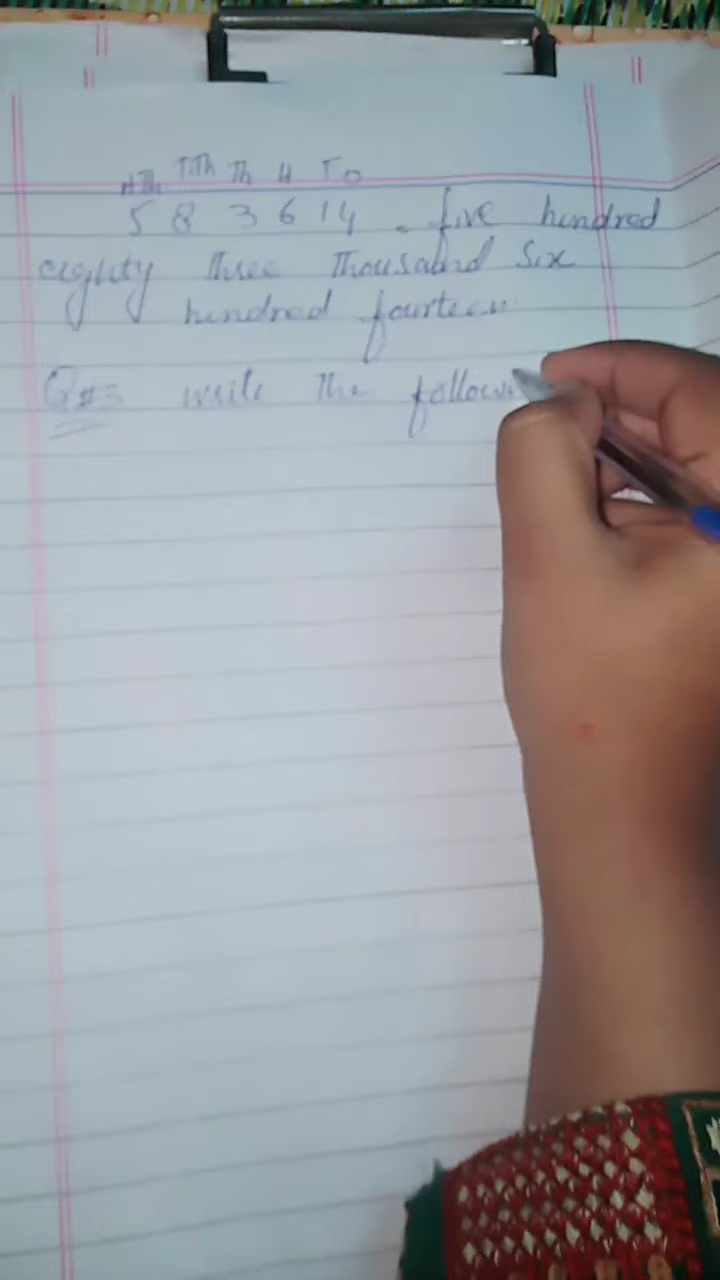 HTh TTh Th H T O
5 8 3 6 1 4 . five hundred
eighty three thousand six
hundred fourteen
Q#3 write the follow